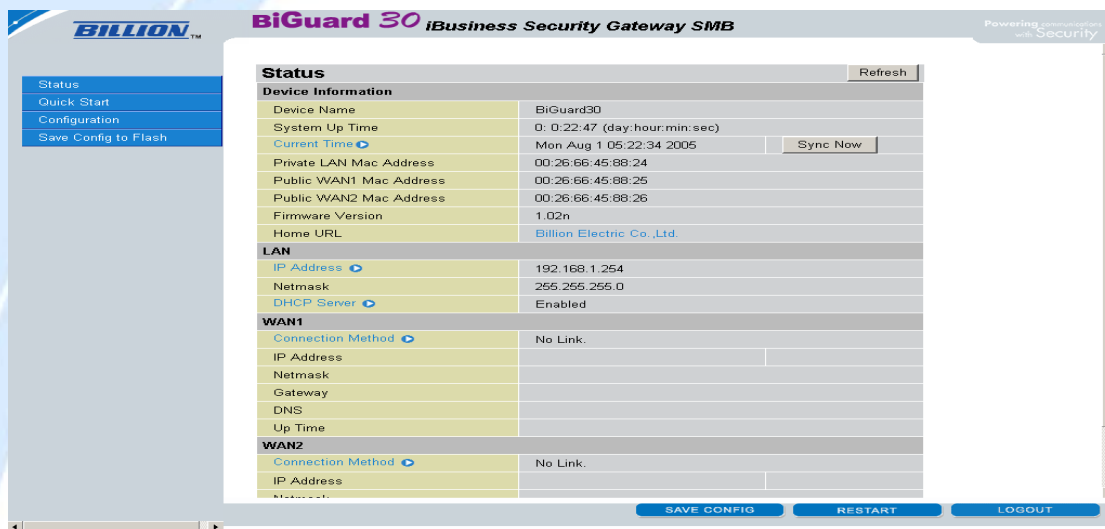 BILLION TM
BiGuard 30 iBusiness Security Gateway SMB
Powering communications
with Security
Status
Quick Start
Configuration
Save Config to Flash
Status Refresh
Device Information
Device Name BiGuard30
System Up Time 0: 0:22:47 (day:hour:min:sec)
Current Time Mon Aug 1 05:22:34 2005 Sync Now
Private LAN Mac Address 00:26:66:45:88:24
Public WAN1 Mac Address 00:26:66:45:88:25
Public WAN2 Mac Address 00:26:66:45:88:26
Firmware Version 1.02n
Home URL Billion Electric Co.,Ltd.
LAN
IP Address 192.168.1.254
Netmask 255.255.255.0
DHCP Server Enabled
WAN1
Connection Method No Link.
IP Address
Netmask
Gateway
DNS
Up Time
WAN2
Connection Method No Link.
IP Address
SAVE CONFIG RESTART LOGOUT